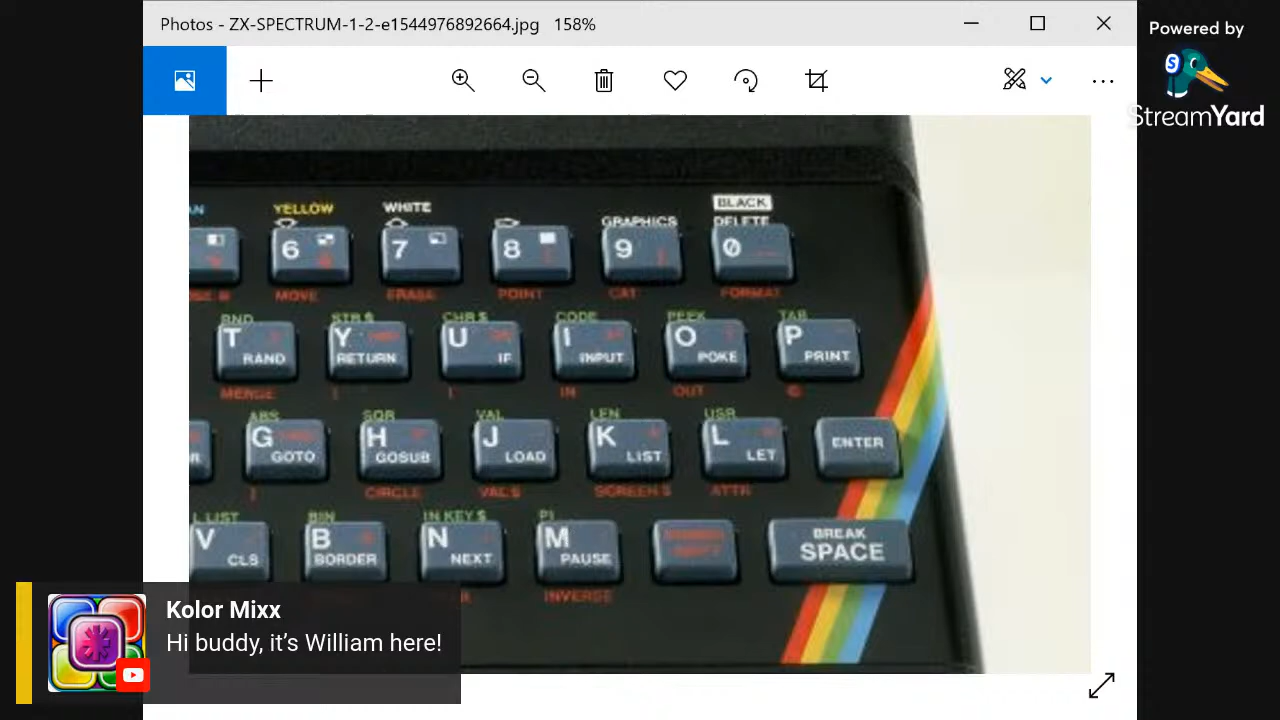 Photos - ZX-SPECTRUM-1-2-e1544976892664.jpg 158%
Powered by
StreamYard
YELLOW WHITE GRAPHICS BLACK DELETE
6 7 8 9 0
MOVE ERASE POINT CAT FORMAT
RND STR $ CHR $ CODE PEEK TAB
T RAND Y RETURN U IF I INPUT O POKE P PRINT
MERGE IN OUT ©
ABS SQR VAL LEN USR
G GOTO H GOSUB J LOAD K LIST L LET ENTER
CIRCLE VAL $ SCREEN $ ATTR
L LIST BIN IN KEY $ PI
V CLS B BORDER N NEXT M PAUSE BREAK SPACE
INVERSE
Kolor Mixx
Hi buddy, it’s William here!